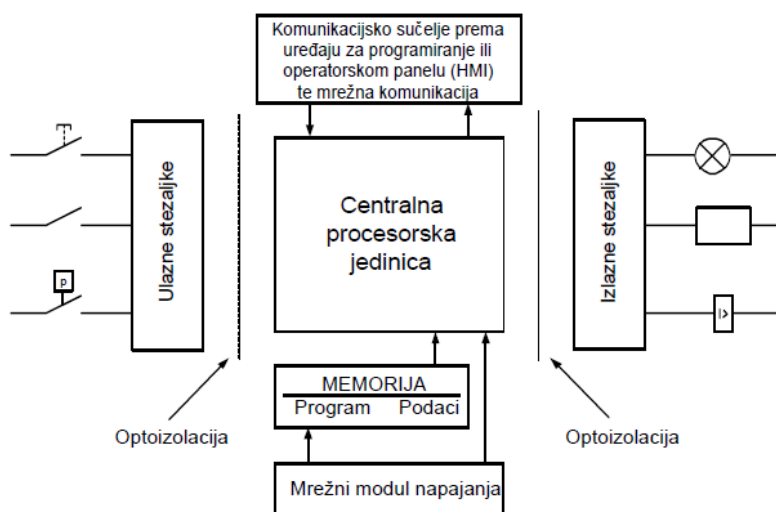 Komunikacijsko sučelje prema
uređaju za programiranje ili
operatorskom panelu (HMI)
te mrežna komunikacija
Ulazne stezaljke
Centralna
procesorska
jedinica
Izlazne stezaljke
p
I>
MEMORIJA
Program Podaci
Optoizolacija
Optoizolacija
Mrežni modul napajanja